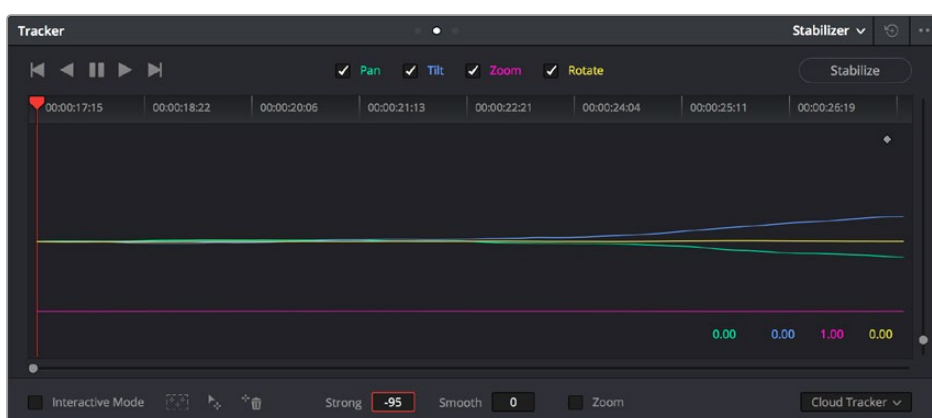 Tracker Stabilizer
Pan Tilt Zoom Rotate Stabilize
00:00:17:15 00:00:18:22 00:00:20:06 00:00:21:13 00:00:22:21 00:00:24:04 00:00:25:11 00:00:26:19
0.00 0.00 1.00 0.00
Interactive Mode Strong -95 Smooth 0 Zoom Cloud Tracker